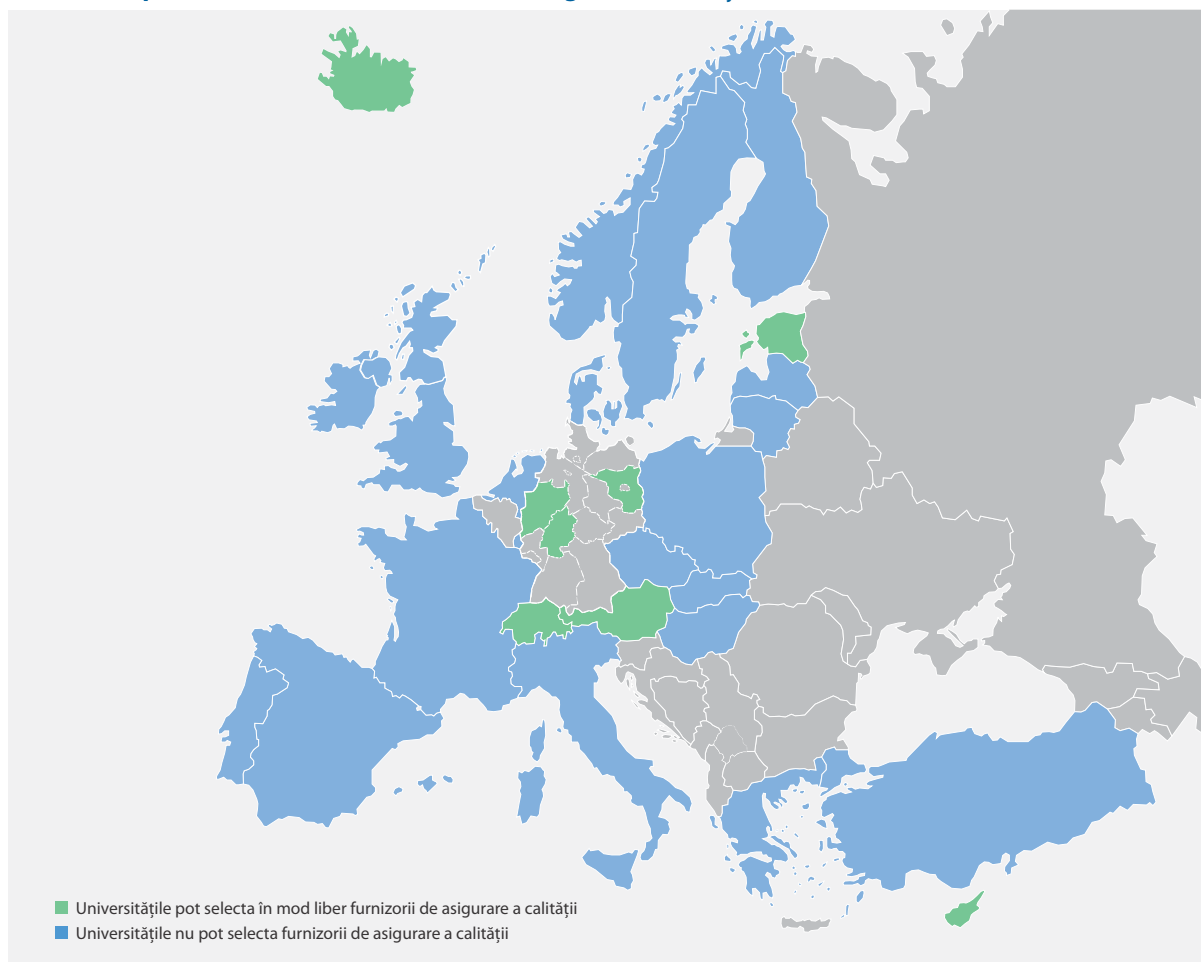 Universitățile pot selecta în mod liber furnizorii de asigurare a calității
Universitățile nu pot selecta furnizorii de asigurare a calității